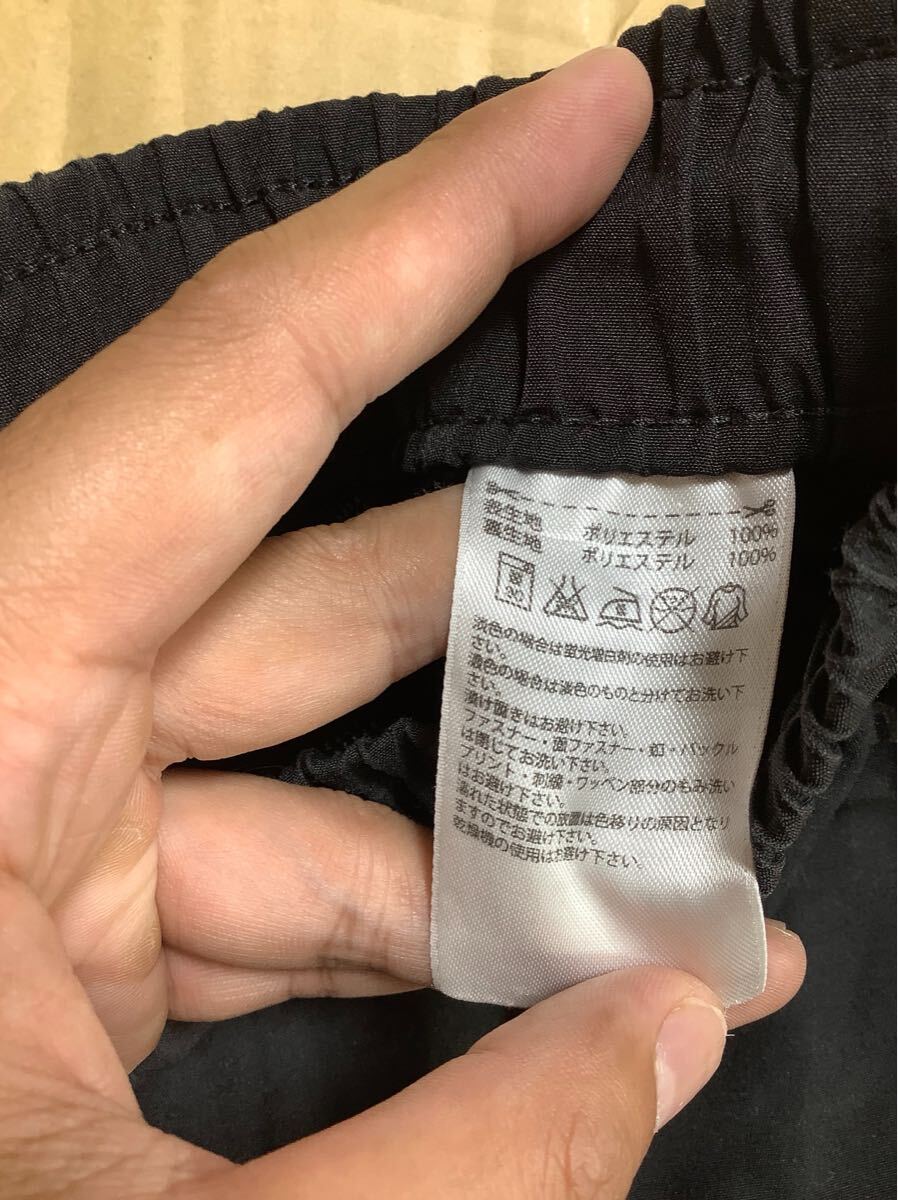 表生地 ポリエステル 100%
裏生地 ポリエステル 100%
淡色の場合は蛍光増白剤の使用はお避け下
さい。
濃色の場合は淡色のものと分けてお洗い下
さい。
漬け置きはお避け下さい。
ファスナー・面ファスナー・釦・バックル
は閉じてお洗い下さい。
プリント・刺繍・ワッペン部分のもみ洗い
はお避け下さい。
濡れた状態での放置は色移りの原因となり
ますのでお避け下さい。
乾燥機の使用はお避け下さい。